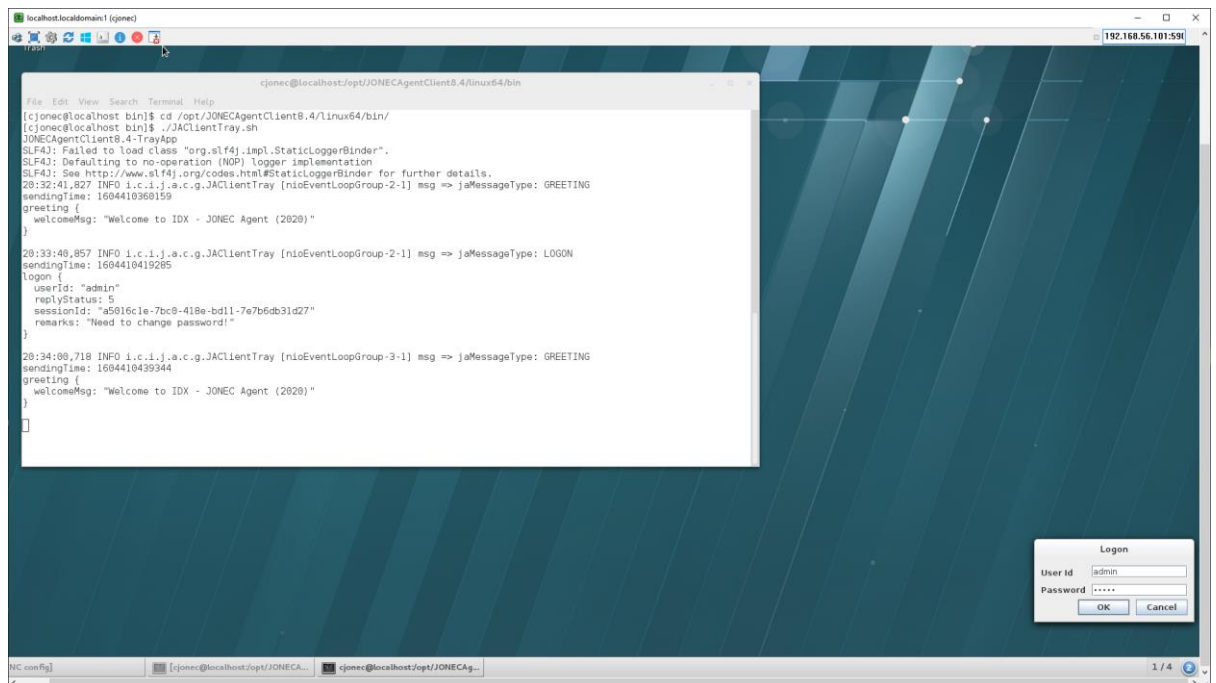 localhost.localdomain:1 (cjonec)
192.168.56.101:590
Trash
cjonec@localhost:/opt/JONECAgentClient8.4/linux64/bin
File Edit View Search Terminal Help
[cjonec@localhost bin]$ cd /opt/JONECAgentClient8.4/linux64/bin/
[cjonec@localhost bin]$ ./JAClientTray.sh
JONECAgentClient8.4-TrayApp
SLF4J: Failed to load class "org.slf4j.impl.StaticLoggerBinder".
SLF4J: Defaulting to no-operation (NOP) logger implementation
SLF4J: See http://www.slf4j.org/codes.html#StaticLoggerBinder for further details.
20:32:41,827 INFO i.c.i.j.a.c.g.JAClientTray [nioEventLoopGroup-2-1] msg => jaMessageType: GREETING
sendingTime: 1604410360159
greeting {
  welcomeMsg: "Welcome to IDX - JONEC Agent (2020)"
}
20:33:40,857 INFO i.c.i.j.a.c.g.JAClientTray [nioEventLoopGroup-2-1] msg => jaMessageType: LOGON
sendingTime: 1604410419285
logon {
  userId: "admin"
  replyStatus: 5
  sessionId: "a5016c1e-7bc0-418e-bd11-7e7b6db31d27"
  remarks: "Need to change password!"
}
20:34:00,718 INFO i.c.i.j.a.c.g.JAClientTray [nioEventLoopGroup-3-1] msg => jaMessageType: GREETING
sendingTime: 1604410439344
greeting {
  welcomeMsg: "Welcome to IDX - JONEC Agent (2020)"
}
Logon
User Id admin
Password •••••
OK Cancel
NC config] [cjonec@localhost:/opt/JONECA... cjonec@localhost:/opt/JONECAg... 1 / 4 2